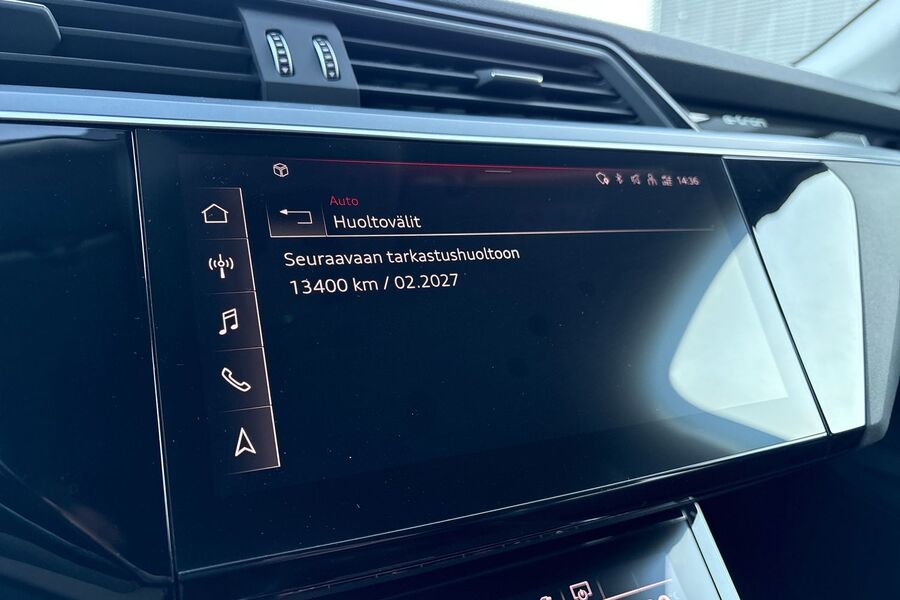 e-tron
14:36
Auto
Huoltovälit
Seuraavaan tarkastushuoltoon
13400 km / 02.2027